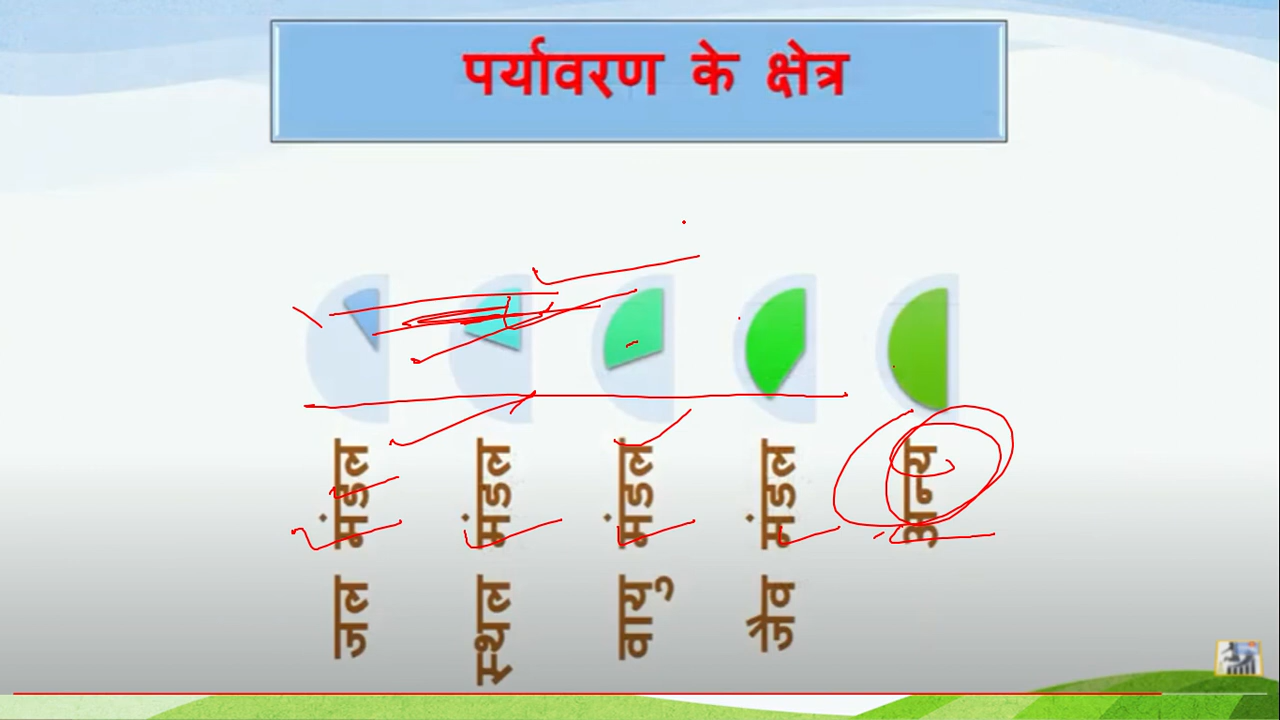 पर्यावरण के क्षेत्र
जल मंडल
स्थल मंडल
वायु मंडल
जैव मंडल
अन्य